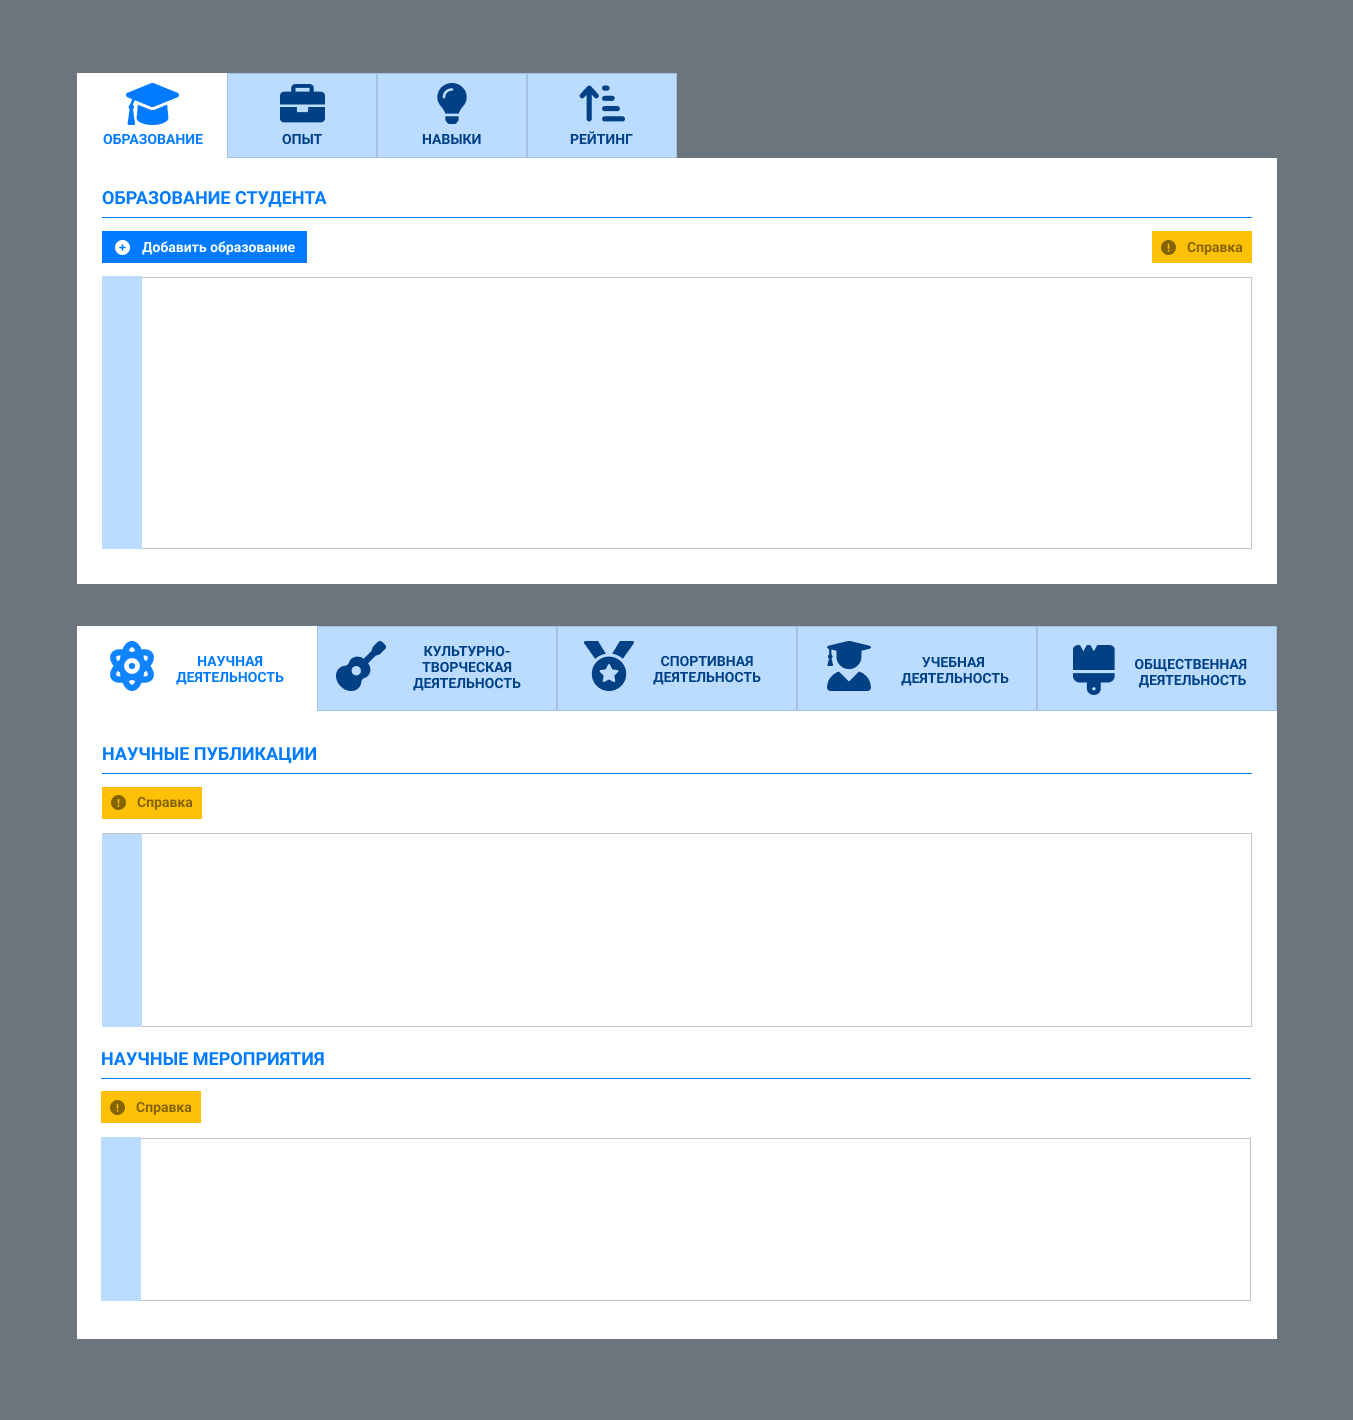 ОБРАЗОВАНИЕ
ОПЫТ
НАВЫКИ
РЕЙТИНГ
ОБРАЗОВАНИЕ СТУДЕНТА
Добавить образование
Справка
НАУЧНАЯ
ДЕЯТЕЛЬНОСТЬ
КУЛЬТУРНО-
ТВОРЧЕСКАЯ
ДЕЯТЕЛЬНОСТЬ
СПОРТИВНАЯ
ДЕЯТЕЛЬНОСТЬ
УЧЕБНАЯ
ДЕЯТЕЛЬНОСТЬ
ОБЩЕСТВЕННАЯ
ДЕЯТЕЛЬНОСТЬ
НАУЧНЫЕ ПУБЛИКАЦИИ
Справка
НАУЧНЫЕ МЕРОПРИЯТИЯ
Справка